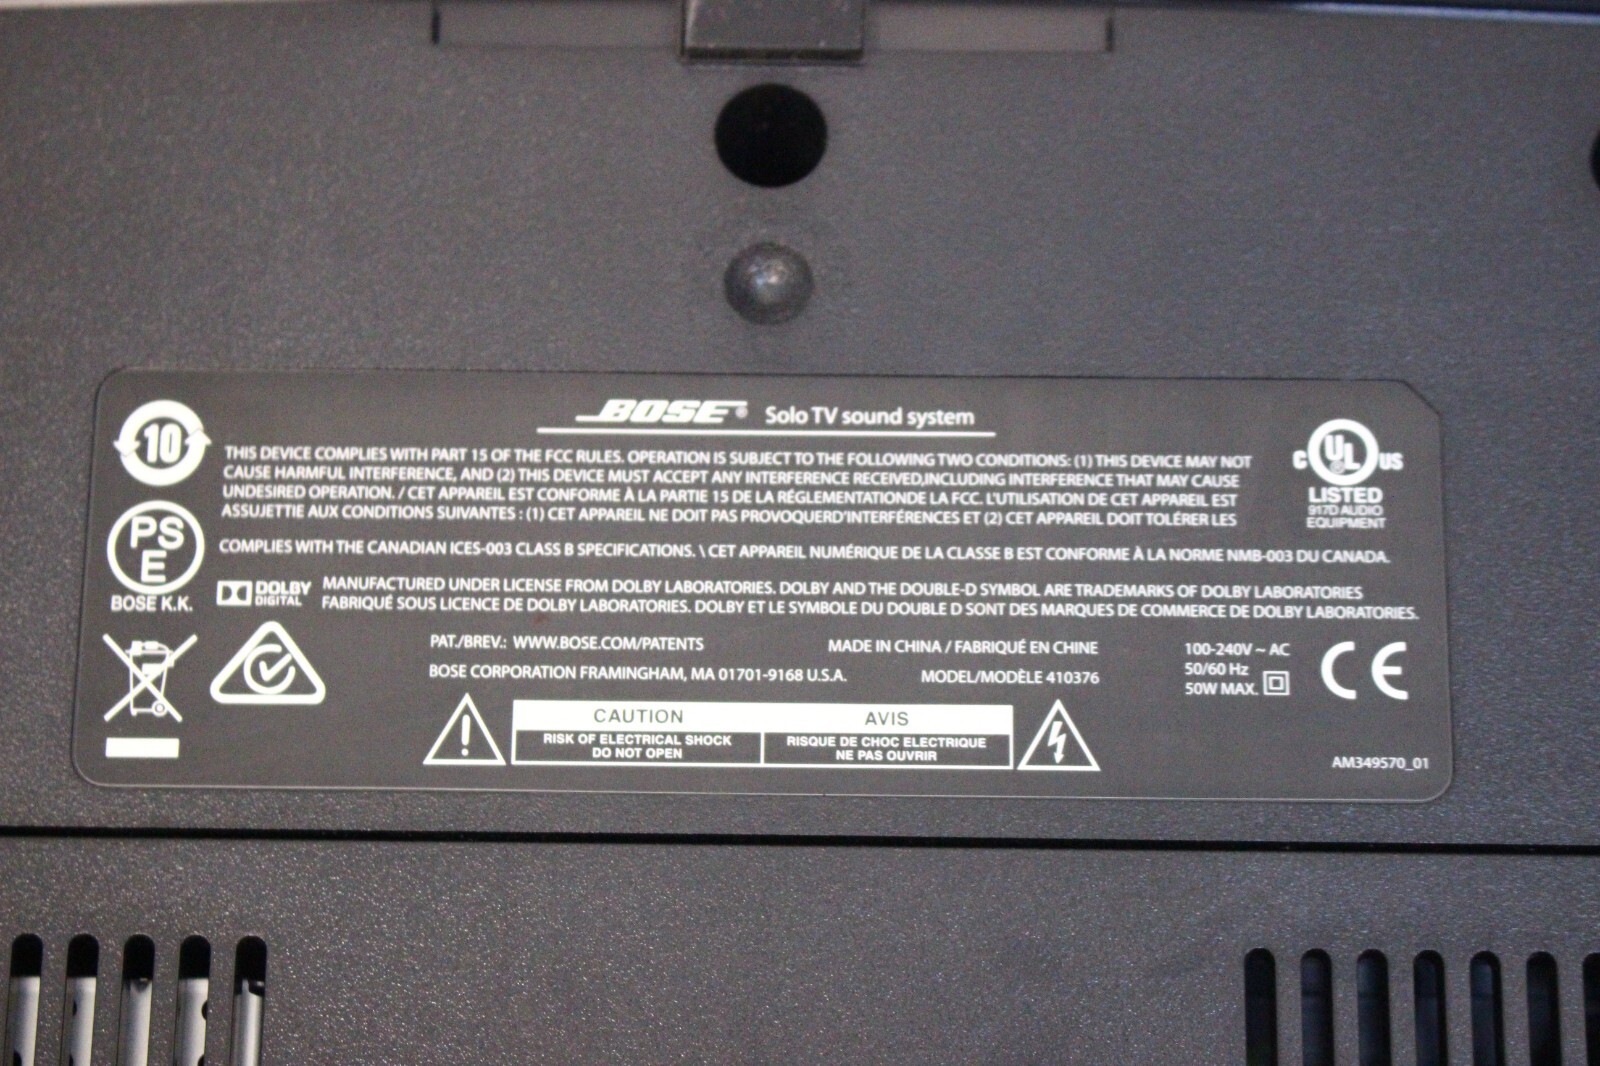 BOSE® Solo TV sound system
10
THIS DEVICE COMPLIES WITH PART 15 OF THE FCC RULES. OPERATION IS SUBJECT TO THE FOLLOWING TWO CONDITIONS: (1) THIS DEVICE MAY NOT
CAUSE HARMFUL INTERFERENCE, AND (2) THIS DEVICE MUST ACCEPT ANY INTERFERENCE RECEIVED,INCLUDING INTERFERENCE THAT MAY CAUSE
UNDESIRED OPERATION. / CET APPAREIL EST CONFORME À LA PARTIE 15 DE LA RÉGLEMENTATIONDE LA FCC. L'UTILISATION DE CET APPAREIL EST
ASSUJETTIE AUX CONDITIONS SUIVANTES : (1) CET APPAREIL NE DOIT PAS PROVOQUERD'INTERFÉRENCES ET (2) CET APPAREIL DOIT TOLÉRER LES
C UL US
LISTED
917D AUDIO
EQUIPMENT
PS
E
BOSE K.K.
COMPLIES WITH THE CANADIAN ICES-003 CLASS B SPECIFICATIONS. \ CET APPAREIL NUMÉRIQUE DE LA CLASSE B EST CONFORME À LA NORME NMB-003 DU CANADA.
DOLBY
DIGITAL
MANUFACTURED UNDER LICENSE FROM DOLBY LABORATORIES. DOLBY AND THE DOUBLE-D SYMBOL ARE TRADEMARKS OF DOLBY LABORATORIES
FABRIQUÉ SOUS LICENCE DE DOLBY LABORATORIES. DOLBY ET LE SYMBOLE DU DOUBLE D SONT DES MARQUES DE COMMERCE DE DOLBY LABORATORIES.
PAT./BREV.: WWW.BOSE.COM/PATENTS
MADE IN CHINA / FABRIQUÉ EN CHINE
BOSE CORPORATION FRAMINGHAM, MA 01701-9168 U.S.A.
MODEL/MODÈLE 410376
100-240V ~ AC
50/60 Hz
50W MAX.
CE
CAUTION
RISK OF ELECTRICAL SHOCK
DO NOT OPEN
AVIS
RISQUE DE CHOC ELECTRIQUE
NE PAS OUVRIR
AM349570_01